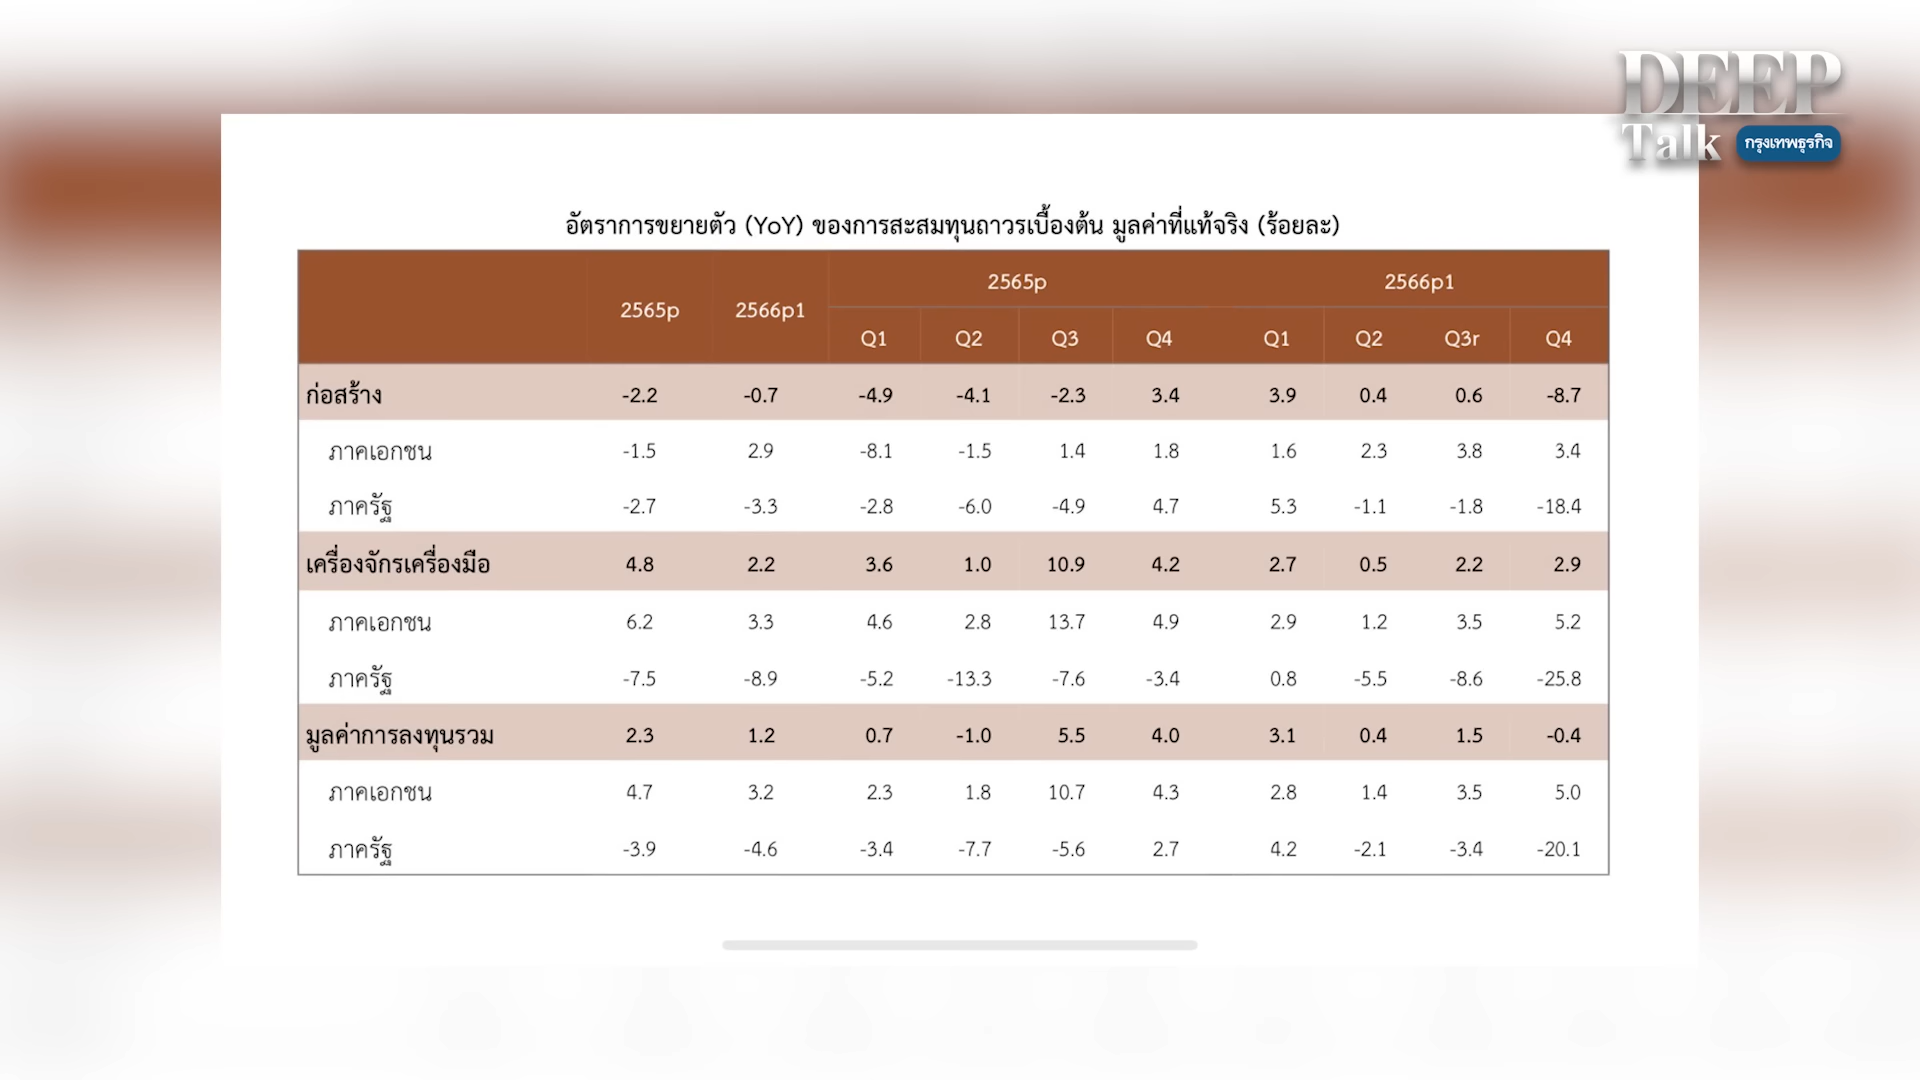 DEEP
Talk กรุงเทพธุรกิจ
อัตราการขยายตัว (YoY) ของการสะสมทุนถาวรเบื้องต้น มูลค่าที่แท้จริง (ร้อยละ)
2565p 2566p1 2565p 2566p1
Q1 Q2 Q3 Q4 Q1 Q2 Q3r Q4
ก่อสร้าง -2.2 -0.7 -4.9 -4.1 -2.3 3.4 3.9 0.4 0.6 -8.7
ภาคเอกชน -1.5 2.9 -8.1 -1.5 1.4 1.8 1.6 2.3 3.8 3.4
ภาครัฐ -2.7 -3.3 -2.8 -6.0 -4.9 4.7 5.3 -1.1 -1.8 -18.4
เครื่องจักรเครื่องมือ 4.8 2.2 3.6 1.0 10.9 4.2 2.7 0.5 2.2 2.9
ภาคเอกชน 6.2 3.3 4.6 2.8 13.7 4.9 2.9 1.2 3.5 5.2
ภาครัฐ -7.5 -8.9 -5.2 -13.3 -7.6 -3.4 0.8 -5.5 -8.6 -25.8
มูลค่าการลงทุนรวม 2.3 1.2 0.7 -1.0 5.5 4.0 3.1 0.4 1.5 -0.4
ภาคเอกชน 4.7 3.2 2.3 1.8 10.7 4.3 2.8 1.4 3.5 5.0
ภาครัฐ -3.9 -4.6 -3.4 -7.7 -5.6 2.7 4.2 -2.1 -3.4 -20.1